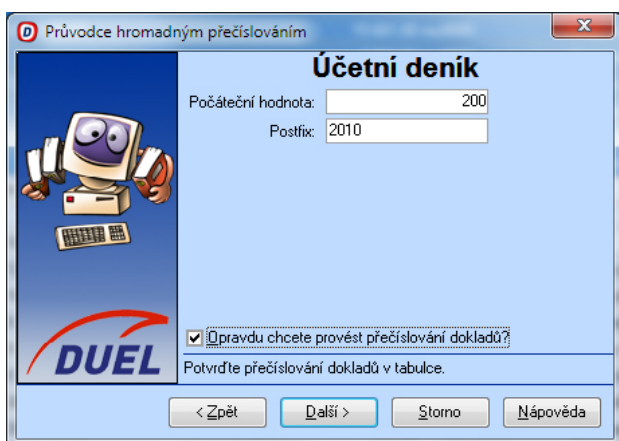 Průvodce hromadným přečíslováním
Účetní deník
Počáteční hodnota: 200
Postfix: 2010
Opravdu chcete provést přečíslování dokladů?
DUEL
Potvrďte přečíslování dokladů v tabulce.
< Zpět Další > Storno Nápověda